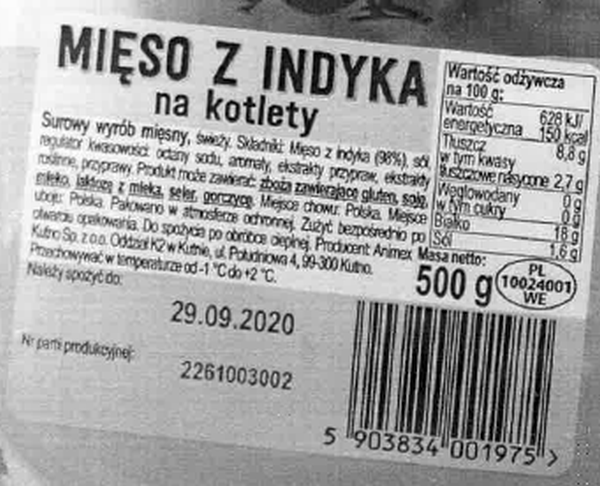 MIĘSO Z INDYKA
na kotlety
Surowy wyrób mięsny, świeży. Składniki: Mięso z indyka (98%), sól,
regulator kwasowości: octany sodu, aromaty, ekstrakty przypraw, ekstrakty
roślinne, przyprawy. Produkt może zawierać: zboża zawierające gluten, soję,
mleko, laktozę z mleka, seler, gorczycę. Miejsce chowu: Polska. Miejsce
uboju: Polska. Pakowano w atmosferze ochronnej. Zużyć bezpośrednio po
otwarciu opakowania. Do spożycia po obróbce cieplnej. Producent: Animex
Kutno Sp. z o.o. Oddział K2 w Kutnie, ul. Południowa 4, 99-300 Kutno.
Przechowywać w temperaturze od -1 °C do +2 °C.
Należy spożyć do:
29.09.2020
Nr partii produkcyjnej:
2261003002
Wartość odżywcza
na 100 g:
Wartość 628 kJ/
energetyczna 150 kcal
Tłuszcz 8,8 g
w tym kwasy
tłuszczowe nasycone 2,7 g
Węglowodany 0 g
w tym cukry 0 g
Białko 18 g
Sól 1,6 g
Masa netto:
500 g
PL
10024001
WE
5 903834 001975 >